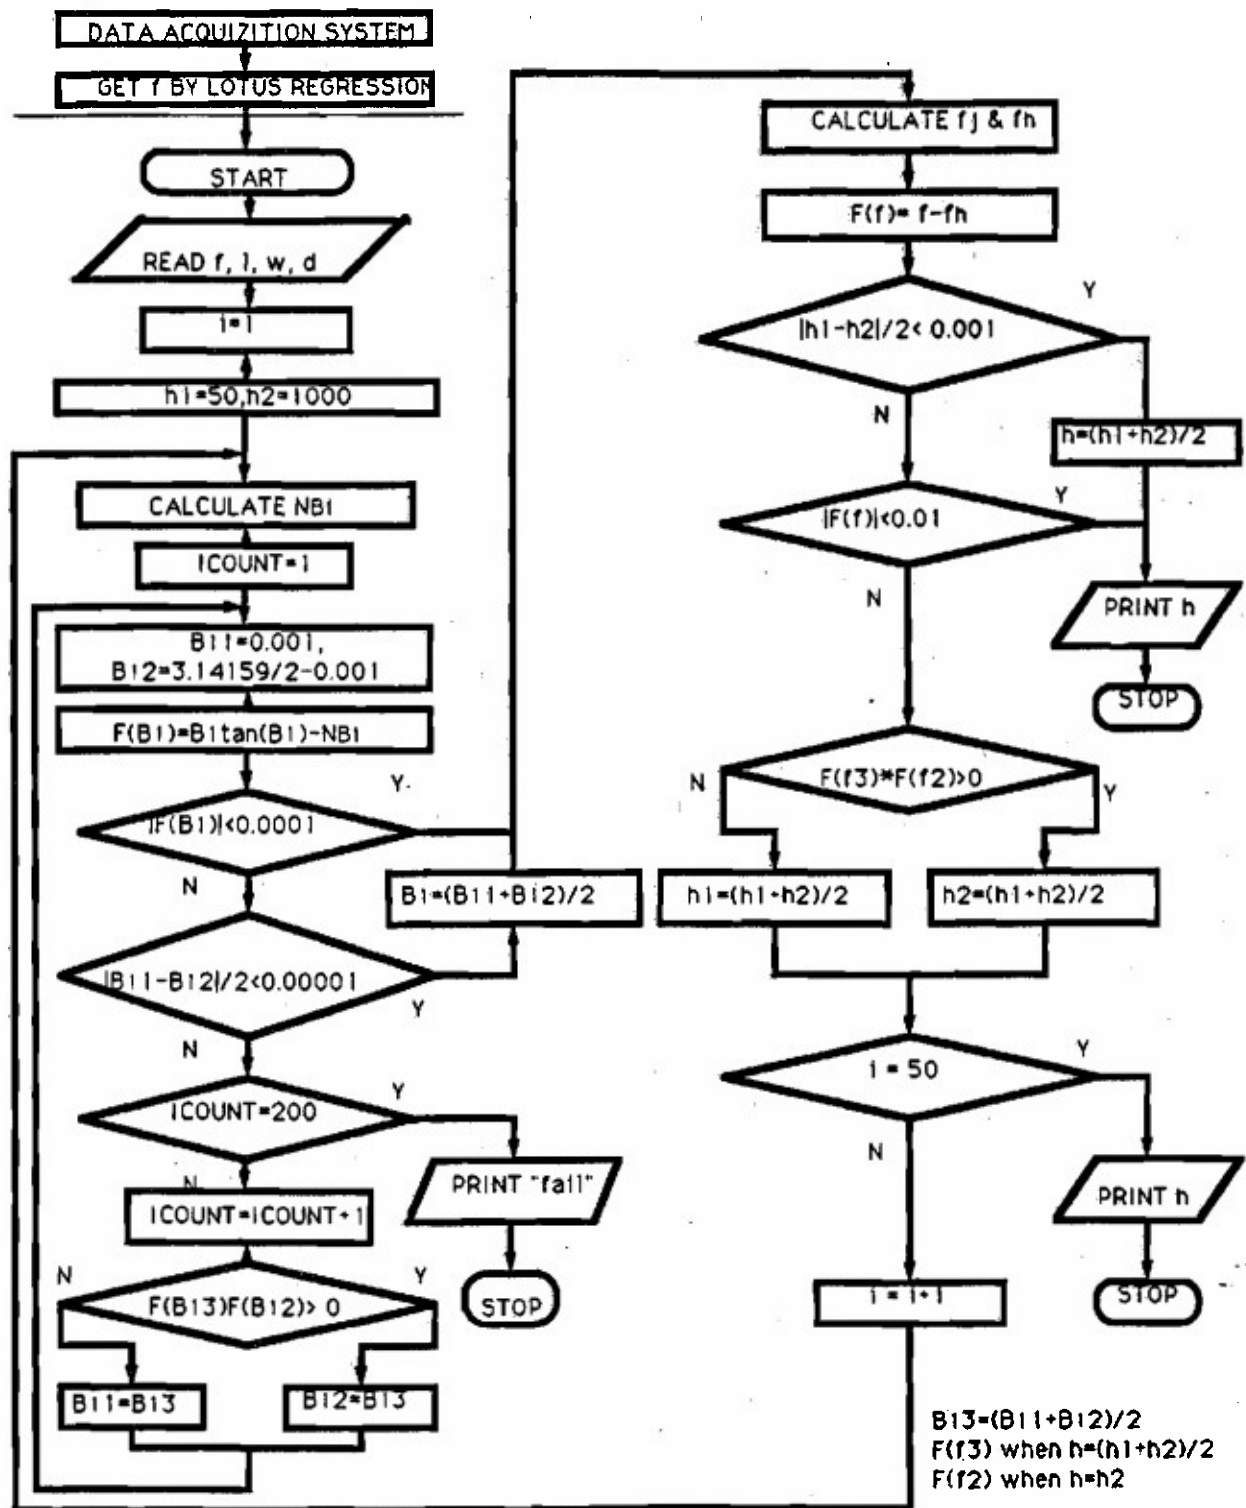 DATA ACQUIZITION SYSTEM
GET f BY LOTUS REGRESSION
START
READ f, l, w, d
i=1
h1=50,h2=1000
CALCULATE NBi
ICOUNT=1
Bi1=0.001,
Bi2=3.14159/2-0.001
F(Bi)=Bitan(Bi)-NBi
Y
|F(Bi)|<0.0001
N
Bi=(Bi1+Bi2)/2
|Bi1-Bi2|/2<0.00001
Y
N
Y
ICOUNT=200
N
PRINT "fail"
ICOUNT=ICOUNT+1
N
Y
F(Bi3)F(Bi2)> 0
STOP
Bi1=Bi3
Bi2=Bi3
CALCULATE fj & fh
F(f)= f-fh
Y
|h1-h2|/2< 0.001
N
h=(h1+h2)/2
Y
|F(f)|<0.01
N
PRINT h
STOP
N
F(f3)*F(f2)>0
Y
h1=(h1+h2)/2
h2=(h1+h2)/2
Y
i = 50
N
PRINT h
i = i+1
STOP
Bi3=(Bi1+Bi2)/2
F(f3) when h=(h1+h2)/2
F(f2) when h=h2